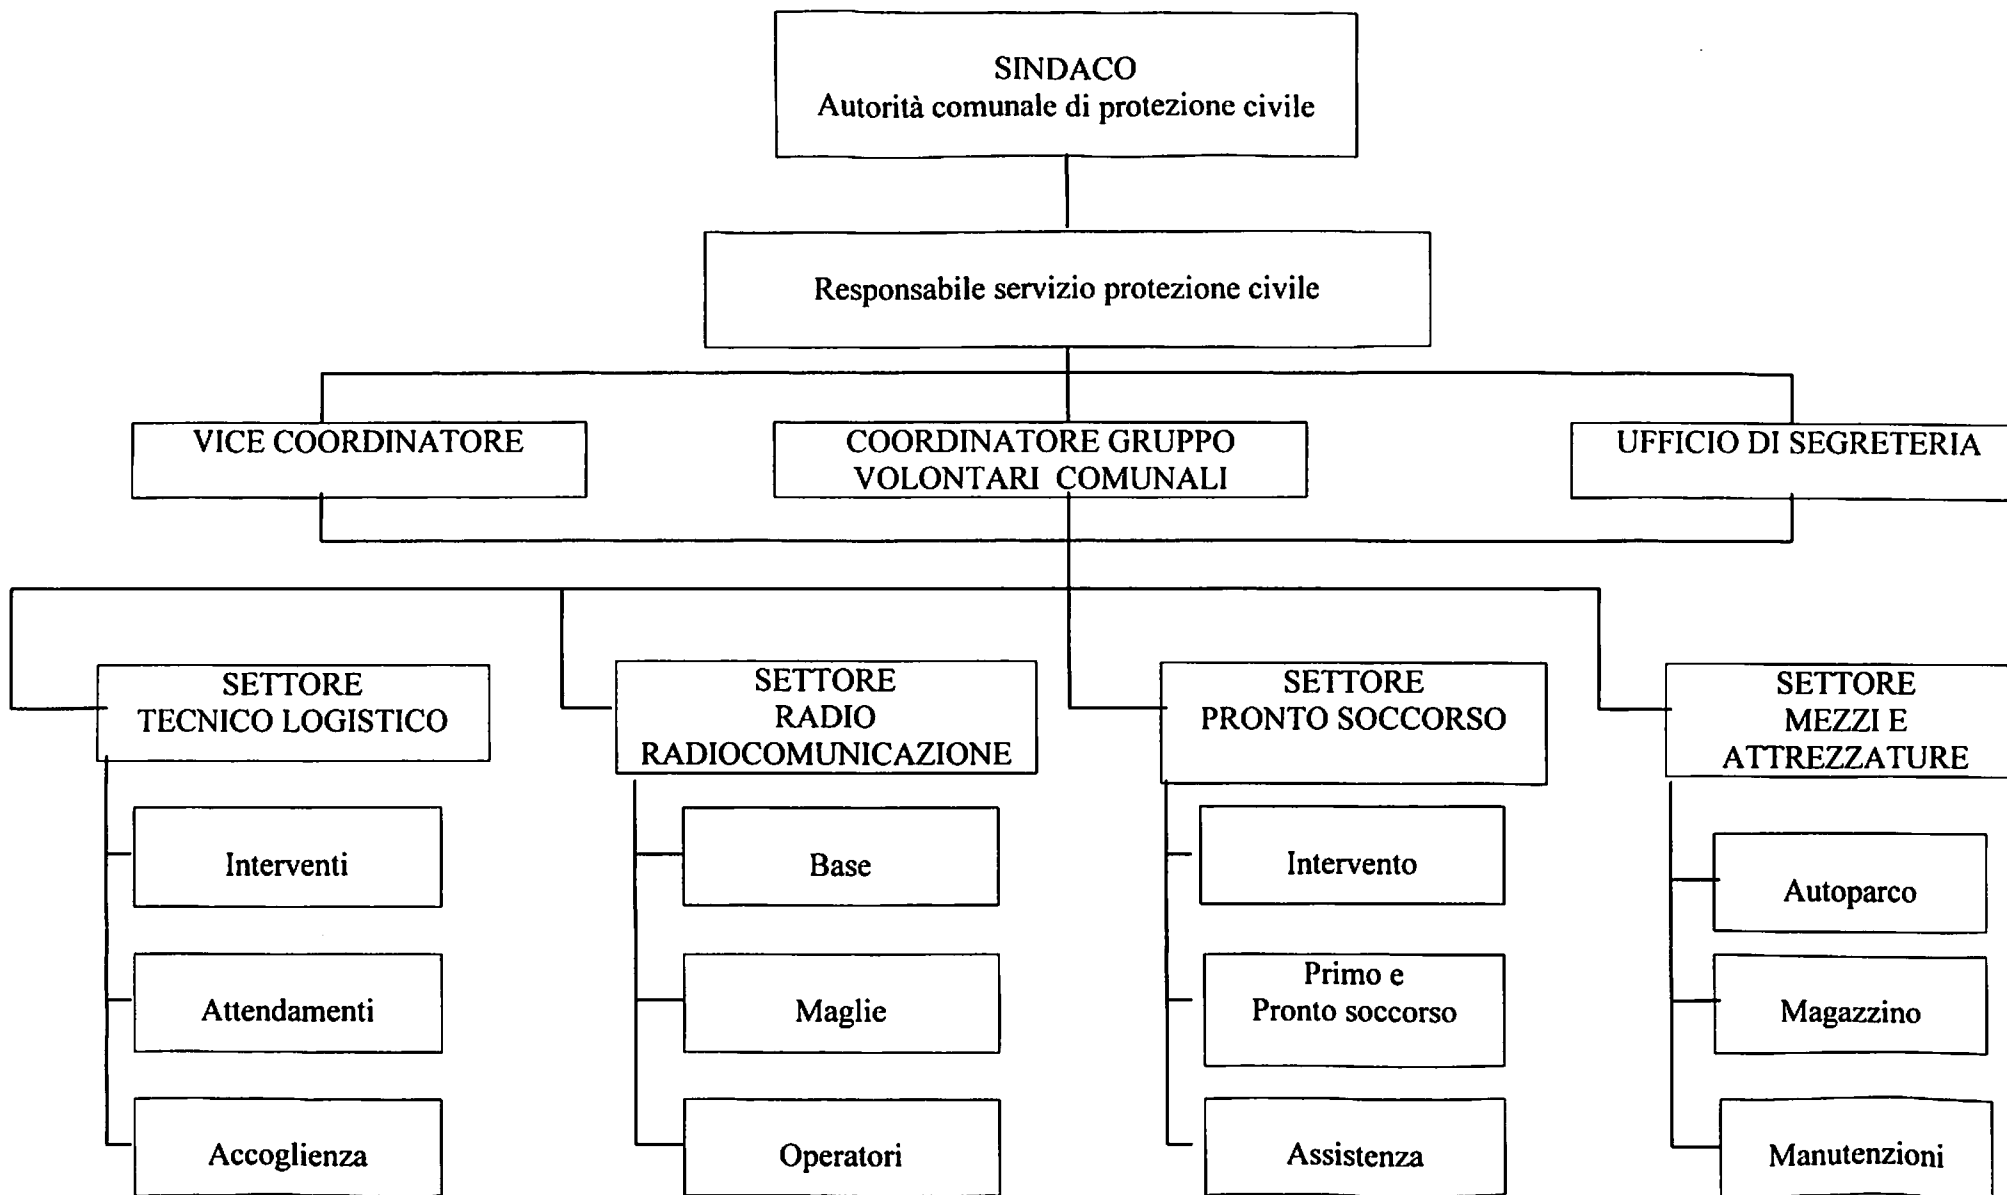 SINDACO
Autorità comunale di protezione civile
Responsabile servizio protezione civile
VICE COORDINATORE
COORDINATORE GRUPPO
VOLONTARI COMUNALI
UFFICIO DI SEGRETERIA
SETTORE
TECNICO LOGISTICO
SETTORE
RADIO
RADIOCOMUNICAZIONE
SETTORE
PRONTO SOCCORSO
SETTORE
MEZZI E
ATTREZZATURE
Interventi
Attendamenti
Accoglienza
Base
Maglie
Operatori
Intervento
Primo e
Pronto soccorso
Assistenza
Autoparco
Magazzino
Manutenzioni